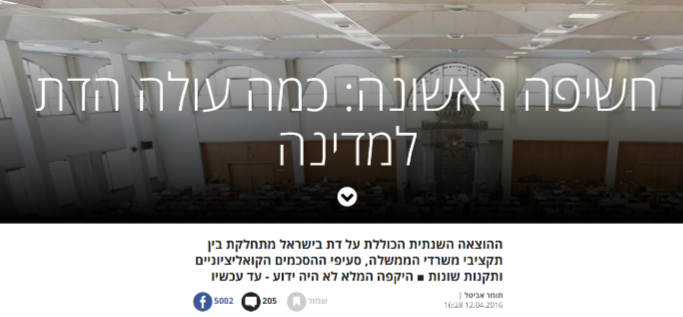 חשיפה ראשונה: כמה עולה הדת
למדינה
ההוצאה השנתית הכוללת על דת בישראל מתחלקת בין
תקציבי משרדי הממשלה, סעיפי ההסכמים הקואליציוניים
ותקנות שונות ■ היקפה המלא לא היה ידוע - עד עכשיו
תומר אביטל |
12.04.2016 16:28
שמור 205 5002